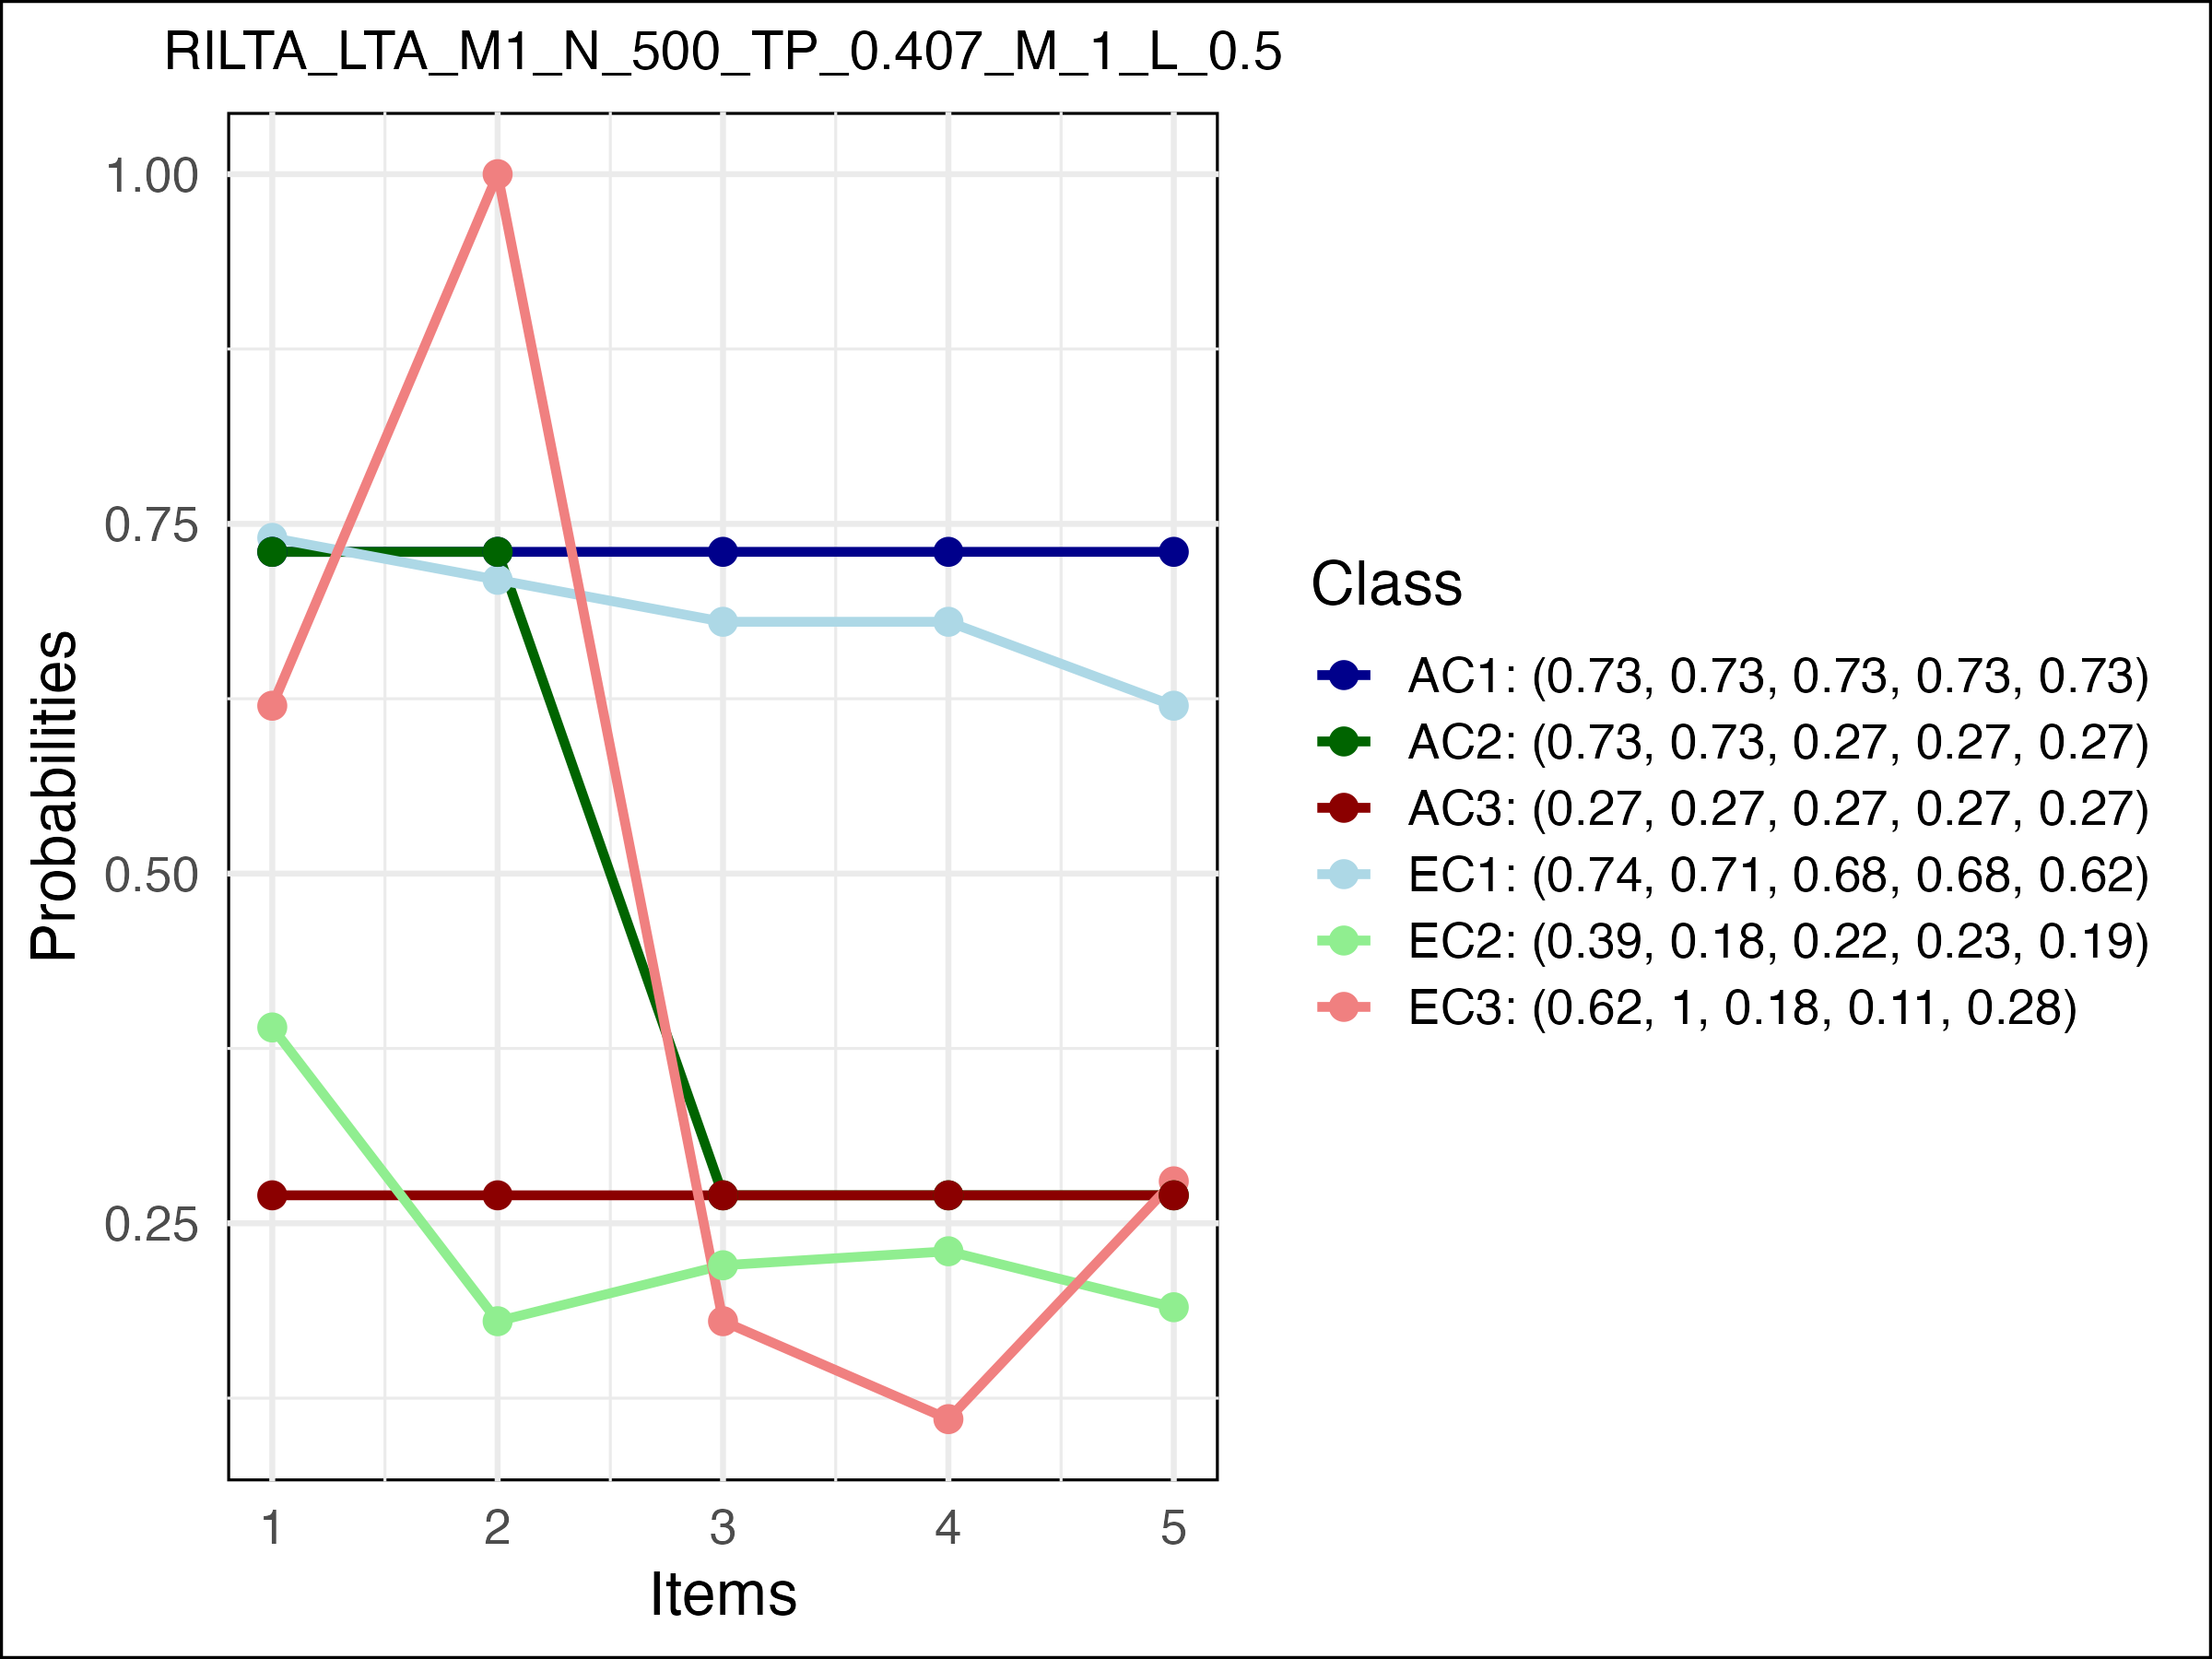 RILTA_LTA_M1_N_500_TP_0.407_M_1_L_0.5
1.00
0.75
0.50
0.25
Probabilities
1 2 3 4 5
Items
Class
AC1: (0.73, 0.73, 0.73, 0.73, 0.73)
AC2: (0.73, 0.73, 0.27, 0.27, 0.27)
AC3: (0.27, 0.27, 0.27, 0.27, 0.27)
EC1: (0.74, 0.71, 0.68, 0.68, 0.62)
EC2: (0.39, 0.18, 0.22, 0.23, 0.19)
EC3: (0.62, 1, 0.18, 0.11, 0.28)